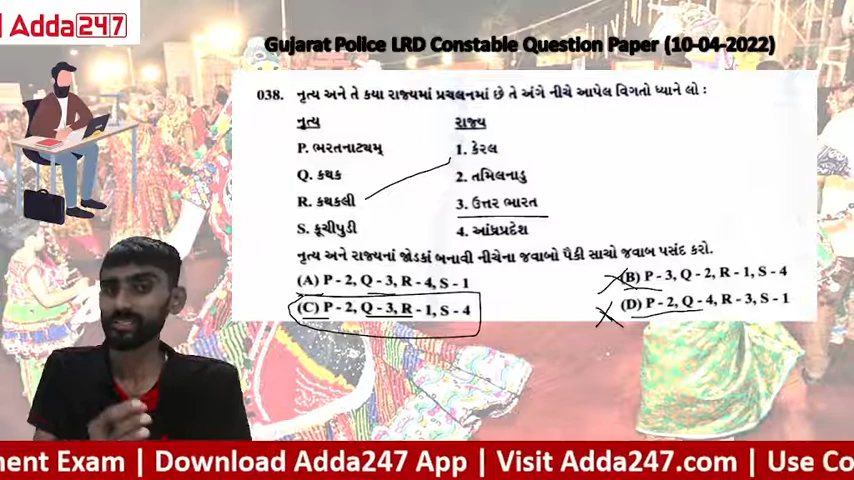 Adda247
Gujarat Police LRD Constable Question Paper (10-04-2022)
038. નૃત્ય અને તે કયા રાજ્યમાં પ્રચલનમાં છે તે અંગે નીચે આપેલ વિગતો ધ્યાને લો :
નૃત્ય રાજ્ય
P. ભરતનાટ્યમ્ 1. કેરલ
Q. કથક 2. તમિલનાડુ
R. કથકલી 3. ઉત્તર ભારત
S. કૂચીપુડી 4. આંધ્રપ્રદેશ
નૃત્ય અને રાજ્યનાં જોડકાં બનાવી નીચેના જવાબો પૈકી સાચો જવાબ પસંદ કરો.
(A) P - 2, Q - 3, R - 4, S - 1 (B) P - 3, Q - 2, R - 1, S - 4
(C) P - 2, Q - 3, R - 1, S - 4 (D) P - 2, Q - 4, R - 3, S - 1
ment Exam | Download Adda247 App | Visit Adda247.com | Use Co